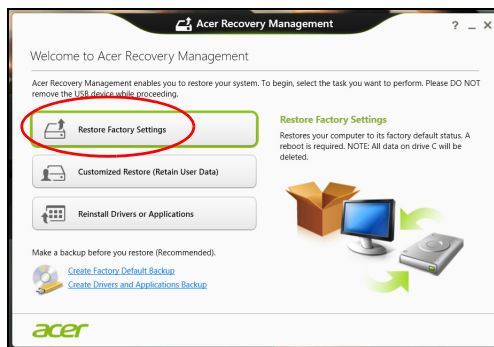 Acer Recovery Management
? _ X
Welcome to Acer Recovery Management
Acer Recovery Management enables you to restore your system. To begin, select the task you want to perform. Please DO NOT
remove the USB device while proceeding.
Restore Factory Settings
Customized Restore (Retain User Data)
Reinstall Drivers or Applications
Restore Factory Settings
Restores your computer to its factory default status. A
reboot is required. NOTE: All data on drive C will be
deleted.
Make a backup before you restore (Recommended).
Create Factory Default Backup
Create Drivers and Applications Backup
acer